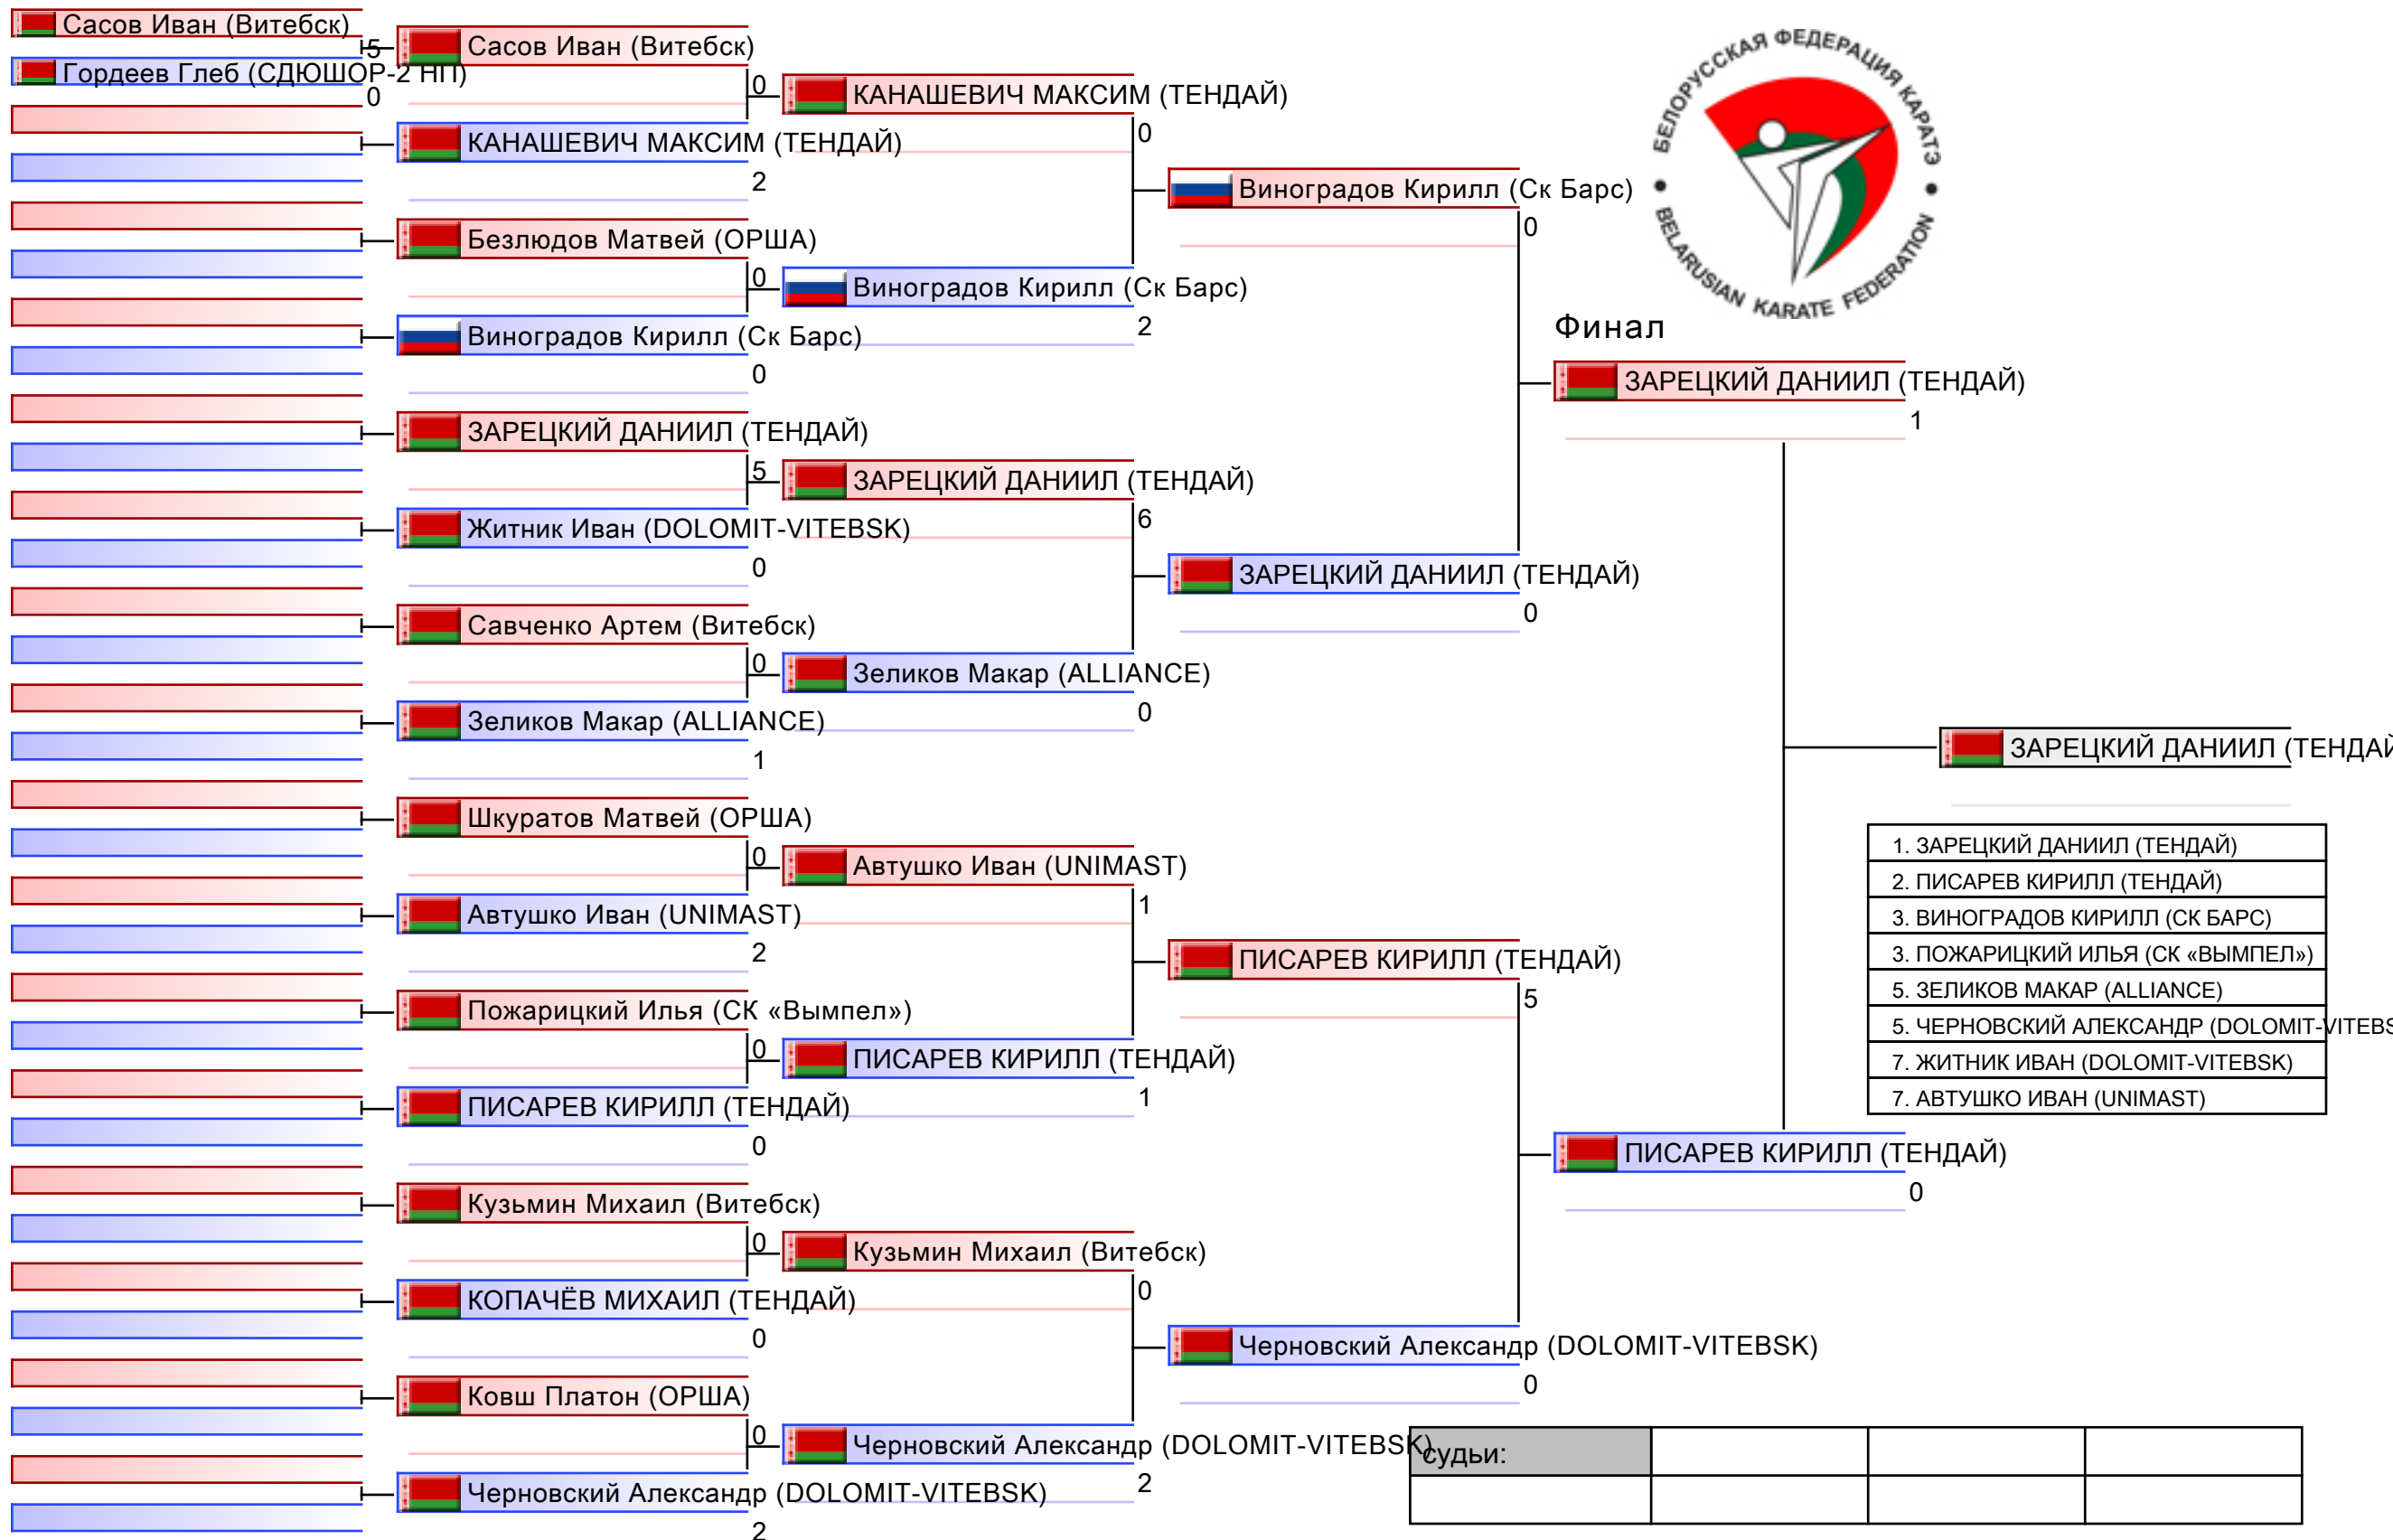 Сасов Иван (Витебск)
5
Гордеев Глеб (СДЮШОР-2 НП)
0
Сасов Иван (Витебск)
0
КАНАШЕВИЧ МАКСИМ (ТЕНДАЙ)
2
Безлюдов Матвей (ОРША)
0
Виноградов Кирилл (Ск Барс)
0
ЗАРЕЦКИЙ ДАНИИЛ (ТЕНДАЙ)
5
Житник Иван (DOLOMIT-VITEBSK)
0
Савченко Артем (Витебск)
0
Зеликов Макар (ALLIANCE)
1
Шкуратов Матвей (ОРША)
0
Автушко Иван (UNIMAST)
2
Пожарицкий Илья (СК «Вымпел»)
0
ПИСАРЕВ КИРИЛЛ (ТЕНДАЙ)
0
Кузьмин Михаил (Витебск)
0
КОПАЧЁВ МИХАИЛ (ТЕНДАЙ)
0
Ковш Платон (ОРША)
0
Черновский Александр (DOLOMIT-VITEBSK)
2
КАНАШЕВИЧ МАКСИМ (ТЕНДАЙ)
0
Виноградов Кирилл (Ск Барс)
2
ЗАРЕЦКИЙ ДАНИИЛ (ТЕНДАЙ)
6
Зеликов Макар (ALLIANCE)
0
Автушко Иван (UNIMAST)
1
ПИСАРЕВ КИРИЛЛ (ТЕНДАЙ)
1
Кузьмин Михаил (Витебск)
0
Черновский Александр (DOLOMIT-VITEBSK)
2
Виноградов Кирилл (Ск Барс)
0
ЗАРЕЦКИЙ ДАНИИЛ (ТЕНДАЙ)
0
ПИСАРЕВ КИРИЛЛ (ТЕНДАЙ)
5
Черновский Александр (DOLOMIT-VITEBSK)
0
БЕЛОРУССКАЯ ФЕДЕРАЦИЯ КАРАТЭ
BELARUSIAN KARATE FEDERATION
Финал
ЗАРЕЦКИЙ ДАНИИЛ (ТЕНДАЙ)
1
ПИСАРЕВ КИРИЛЛ (ТЕНДАЙ)
0
ЗАРЕЦКИЙ ДАНИИЛ (ТЕНДАЙ
1. ЗАРЕЦКИЙ ДАНИИЛ (ТЕНДАЙ)
2. ПИСАРЕВ КИРИЛЛ (ТЕНДАЙ)
3. ВИНОГРАДОВ КИРИЛЛ (СК БАРС)
3. ПОЖАРИЦКИЙ ИЛЬЯ (СК «ВЫМПЕЛ»)
5. ЗЕЛИКОВ МАКАР (ALLIANCE)
5. ЧЕРНОВСКИЙ АЛЕКСАНДР (DOLOMIT-VITEBS
7. ЖИТНИК ИВАН (DOLOMIT-VITEBSK)
7. АВТУШКО ИВАН (UNIMAST)
судьи: